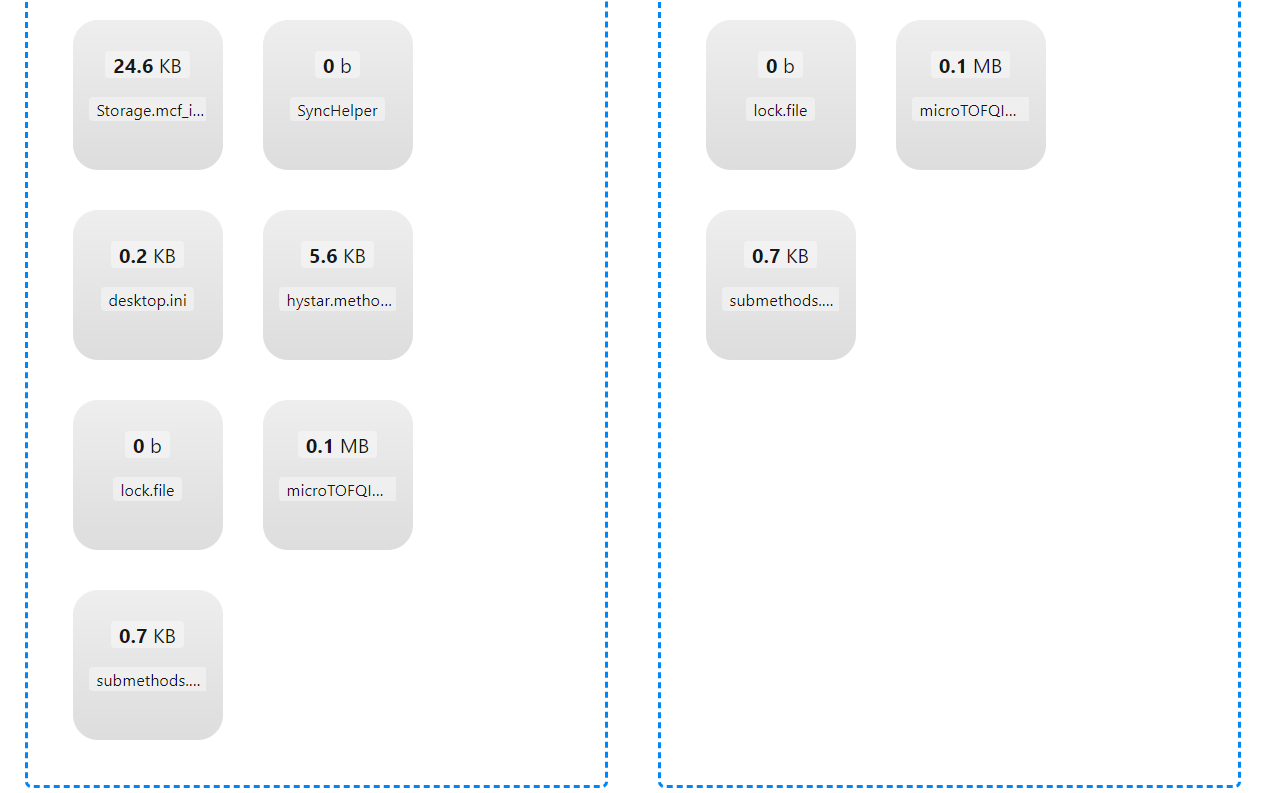 24.6 KB
Storage.mcf_i...
0 b
SyncHelper
0.2 KB
desktop.ini
5.6 KB
hystar.metho...
0 b
lock.file
0.1 MB
microTOFQI...
0.7 KB
submethods....
0 b
lock.file
0.1 MB
microTOFQI...
0.7 KB
submethods....